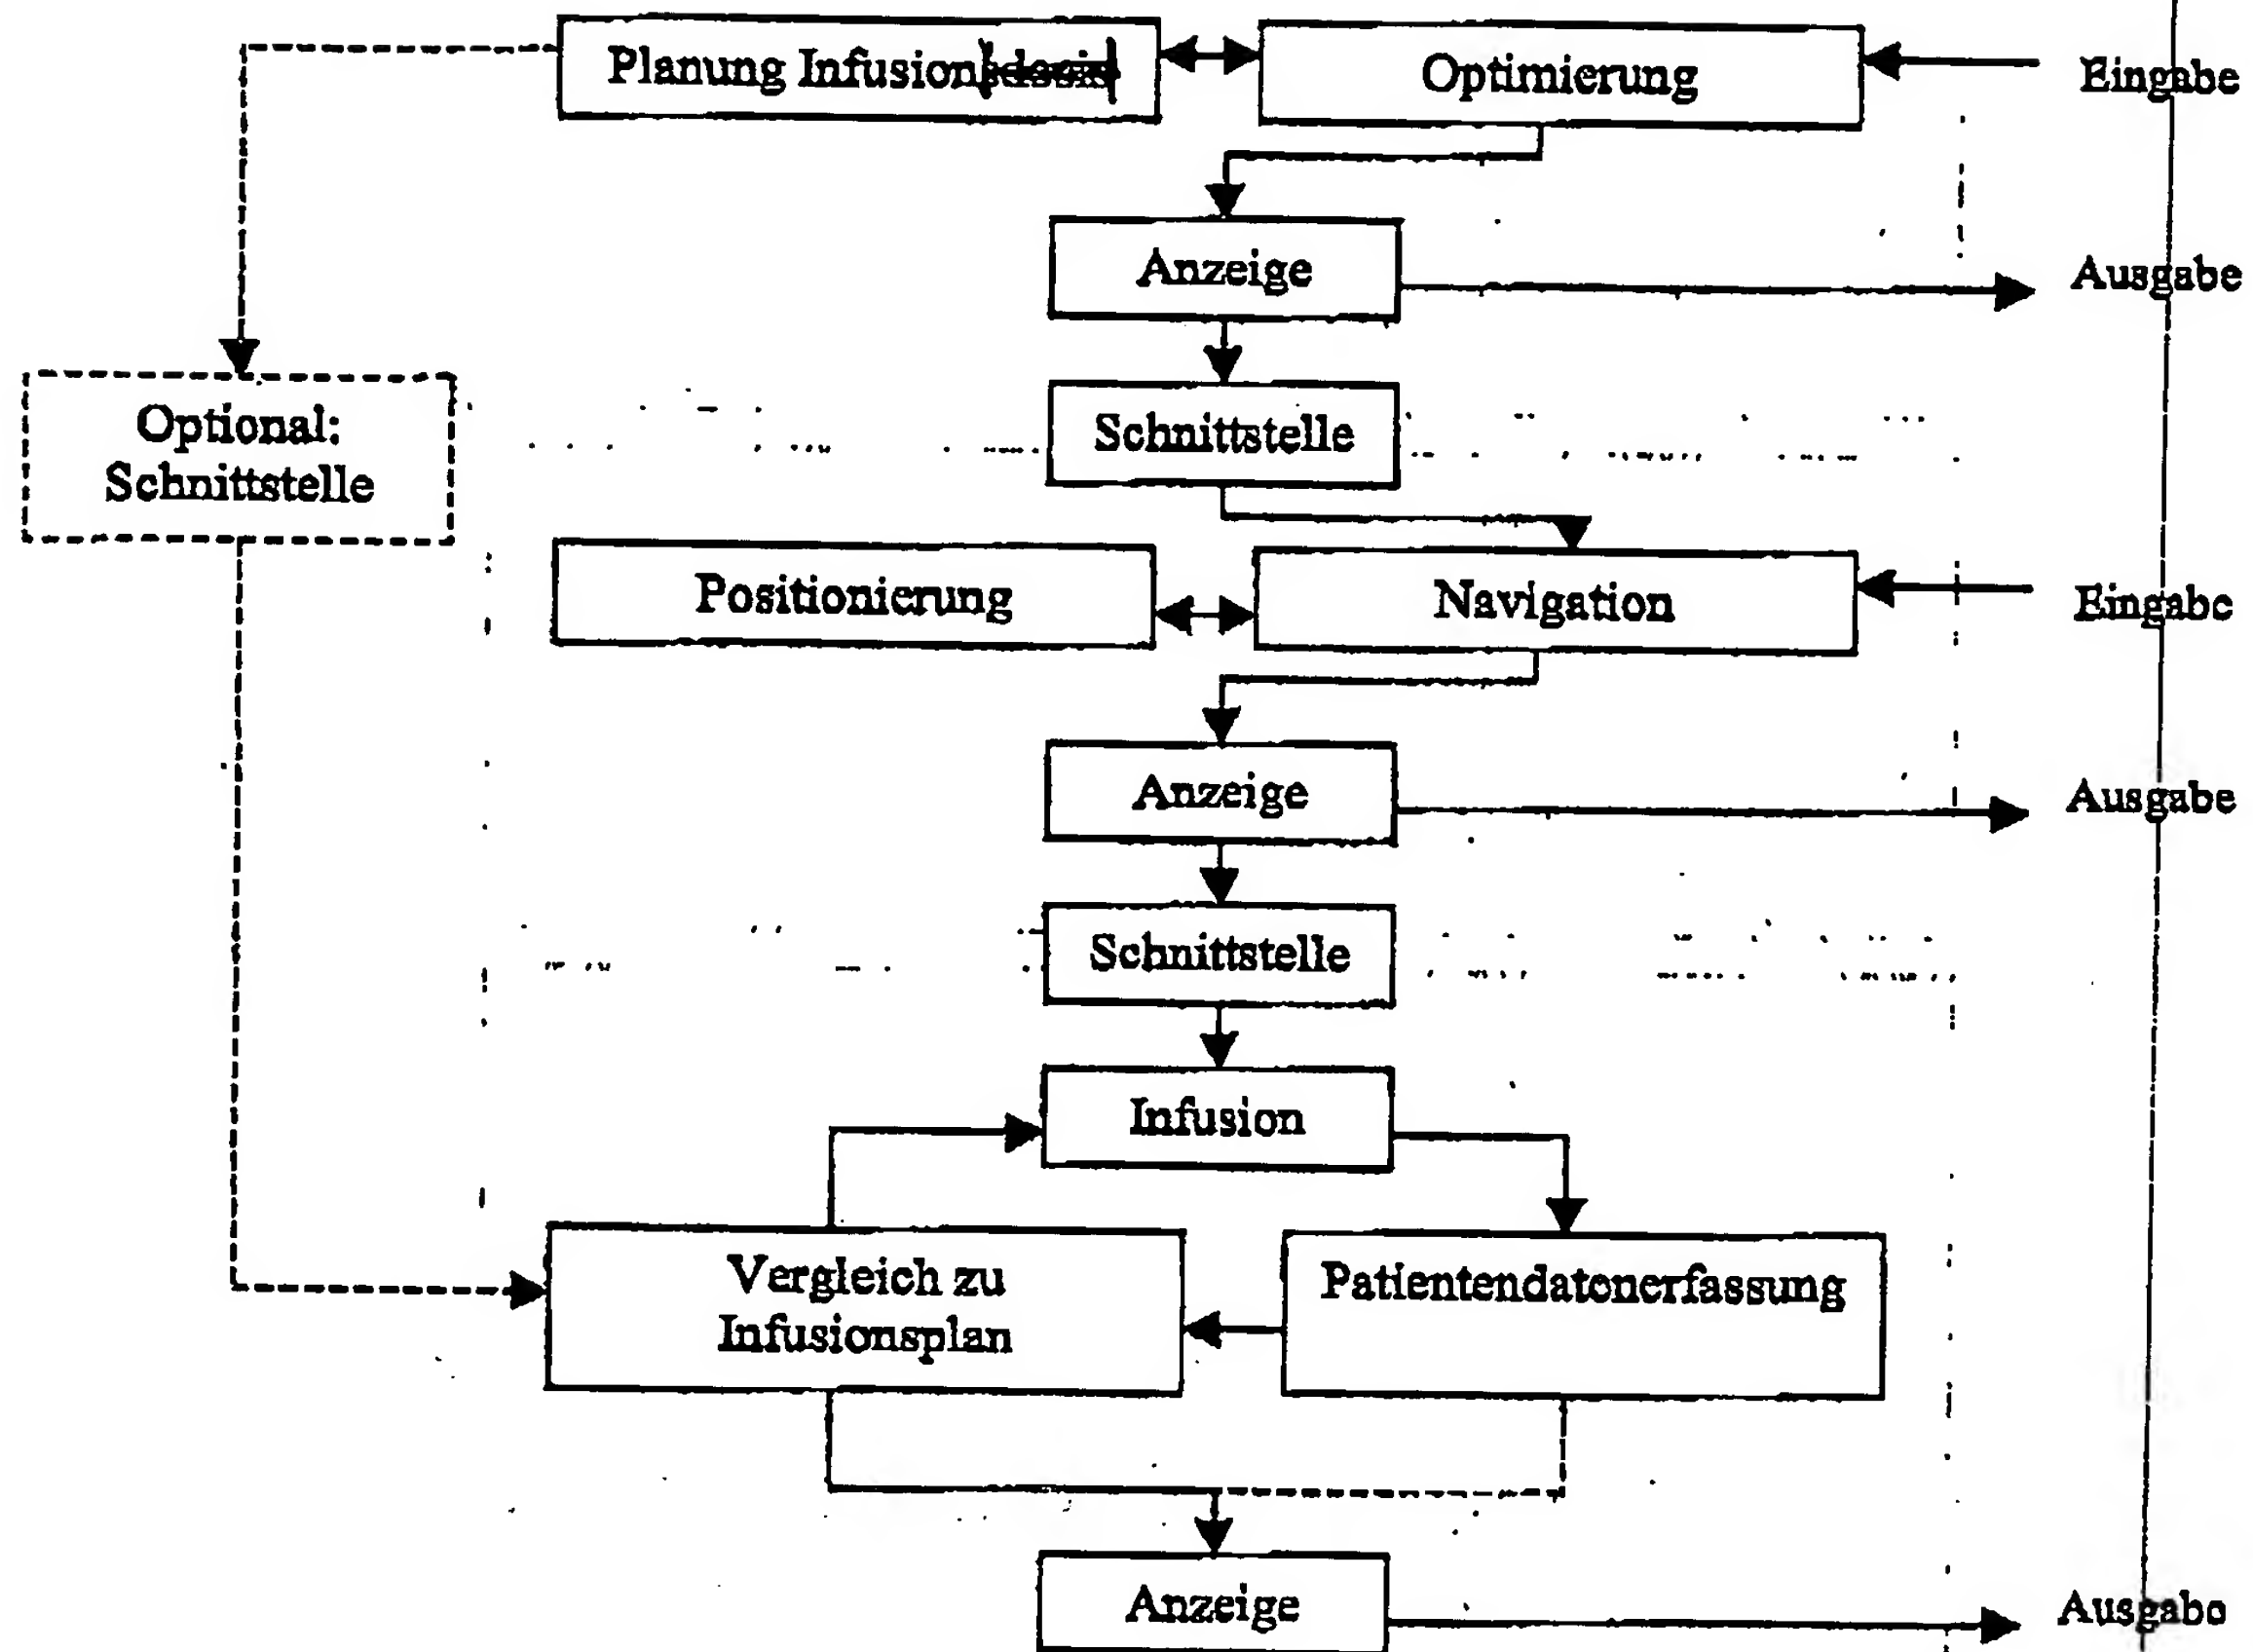 Planung Infusion
Optimierung
Eingabe
Anzeige
Ausgabe
Optional:
Schnittstelle
Schnittstelle
Positionierung
Navigation
Eingabe
Anzeige
Ausgabe
Schnittstelle
Infusion
Vergleich zu
Infusionsplan
Patientendatenerfassung
Anzeige
Ausgabe